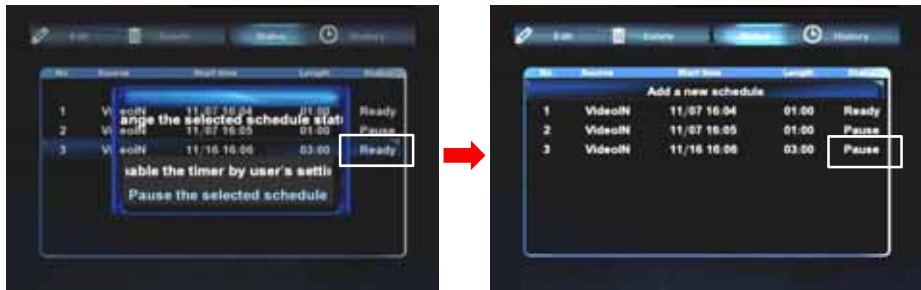 Edit Delete Status History
No Source Start time Length Status
1 11/07 16:04 01:00 Ready
ange the selected schedule stat
2 11/07 16:05 01:00 Pause
3 11/16 16:06 03:00 Ready
able the timer by user's setti
Pause the selected schedule
Edit Delete Status History
No Source Start time Length Status
Add a new schedule
1 VideoIN 11/07 16:04 01:00 Ready
2 VideoIN 11/07 16:05 01:00 Pause
3 VideoIN 11/16 16:06 03:00 Pause